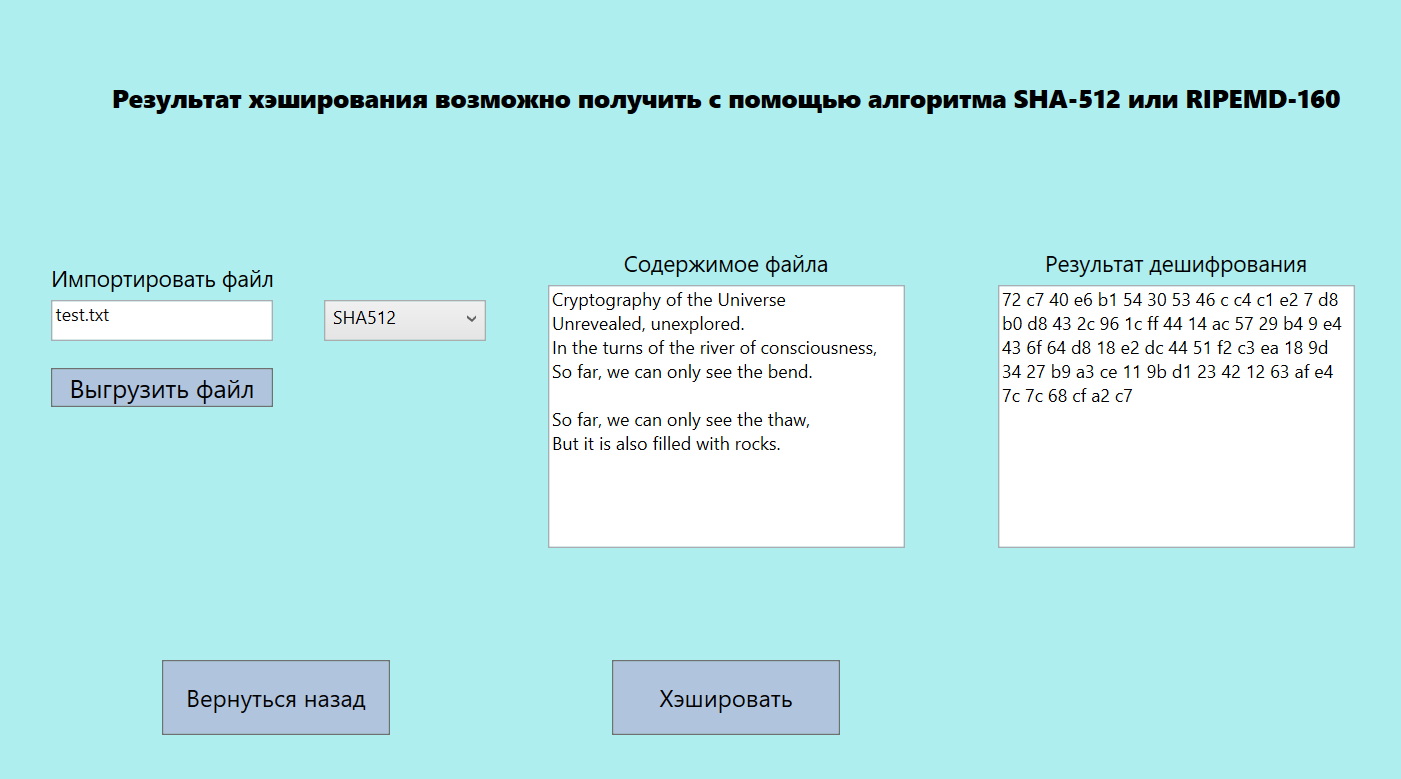 Результат хэширования возможно получить с помощью алгоритма SHA-512 или RIPEMD-160
Импортировать файл
test.txt
SHA512
Выгрузить файл
Содержимое файла
Cryptography of the Universe
Unrevealed, unexplored.
In the turns of the river of consciousness,
So far, we can only see the bend.
So far, we can only see the thaw,
But it is also filled with rocks.
Результат дешифрования
72 c7 40 e6 b1 54 30 53 46 c c4 c1 e2 7 d8
b0 d8 43 2c 96 1c ff 44 14 ac 57 29 b4 9 e4
43 6f 64 d8 18 e2 dc 44 51 f2 c3 ea 18 9d
34 27 b9 a3 ce 11 9b d1 23 42 12 63 af e4
7c 7c 68 cf a2 c7
Вернуться назад
Хэшировать